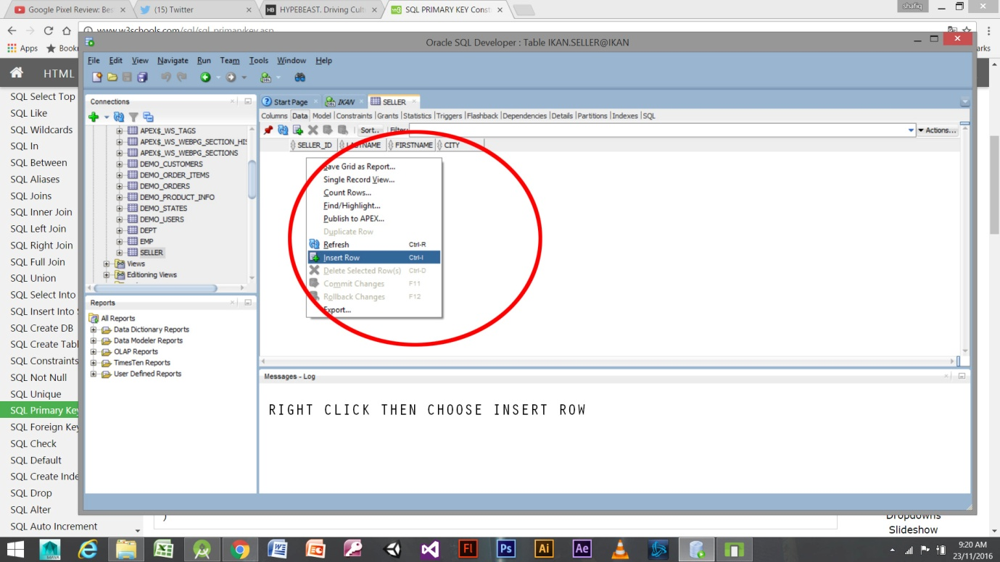 Google Pixel Review: Bes
(15) Twitter
HYPEBEAST. Driving Cult
SQL PRIMARY KEY Const
shafiq
www.w3schools.com/sql/sql_primarykey.asp
Apps
HTML
SQL Select Top
SQL Like
SQL Wildcards
SQL In
SQL Between
SQL Aliases
SQL Joins
SQL Inner Join
SQL Left Join
SQL Right Join
SQL Full Join
SQL Union
SQL Select Into
SQL Insert Into S
SQL Create DB
SQL Create Tabl
SQL Constraints
SQL Not Null
SQL Unique
SQL Primary Key
SQL Foreign Key
SQL Check
SQL Default
SQL Create Inde
SQL Drop
SQL Alter
SQL Auto Increment
Oracle SQL Developer : Table IKAN.SELLER@IKAN
File Edit View Navigate Run Team Tools Window Help
Connections
APEX$_WS_TAGS
APEX$_WS_WEBPG_SECTION_HIS
APEX$_WS_WEBPG_SECTIONS
DEMO_CUSTOMERS
DEMO_ORDER_ITEMS
DEMO_ORDERS
DEMO_PRODUCT_INFO
DEMO_STATES
DEMO_USERS
DEPT
EMP
SELLER
Views
Editioning Views
Reports
All Reports
Data Dictionary Reports
Data Modeler Reports
OLAP Reports
TimesTen Reports
User Defined Reports
Start Page IKAN SELLER
Columns Data Model Constraints Grants Statistics Triggers Flashback Dependencies Details Partitions Indexes SQL
Sort.. Filter: Actions...
SELLER_ID LASTNAME FIRSTNAME CITY
Save Grid as Report...
Single Record View...
Count Rows...
Find/Highlight...
Publish to APEX...
Duplicate Row
Refresh Ctrl-R
Insert Row Ctrl-I
Delete Selected Row(s) Ctrl-D
Commit Changes F11
Rollback Changes F12
Export...
Messages - Log
RIGHT CLICK THEN CHOOSE INSERT ROW
)
Dropdowns
Slideshow
MAYA
Fl
Ps
Ai
Ae
9:20 AM
23/11/2016